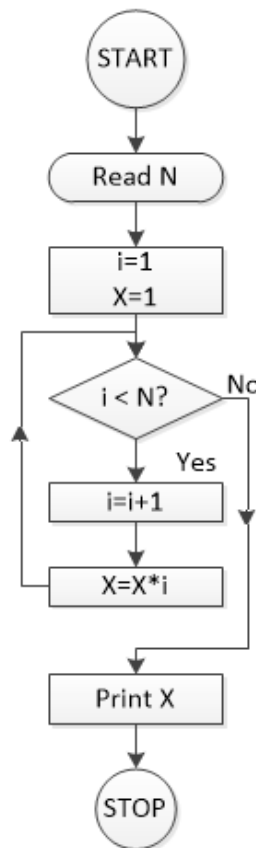 START
Read N
i=1
X=1
i < N?
No
Yes
i=i+1
X=X*i
Print X
STOP